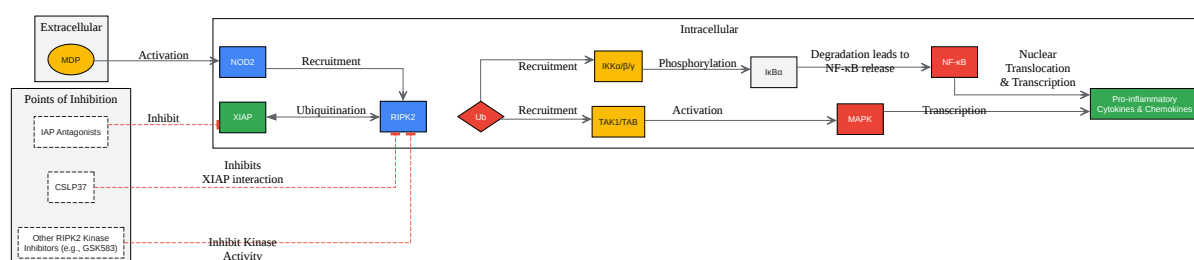 Extracellular
MDP
Activation
Intracellular
NOD2
Recruitment
Recruitment
IKKα/β/γ
Phosphorylation
IκBα
Degradation leads to
NF-κB release
NF-κB
Nuclear
Translocation
& Transcription
Points of Inhibition
IAP Antagonists
Inhibit
XIAP
Ubiquitination
RIPK2
Ub
Recruitment
TAK1/TAB
Activation
MAPK
Transcription
Pro-inflammatory
Cytokines & Chemokines
CSLP37
Inhibits
XIAP interaction
Other RIPK2 Kinase
Inhibitors (e.g., GSK583)
Inhibit Kinase
Activity